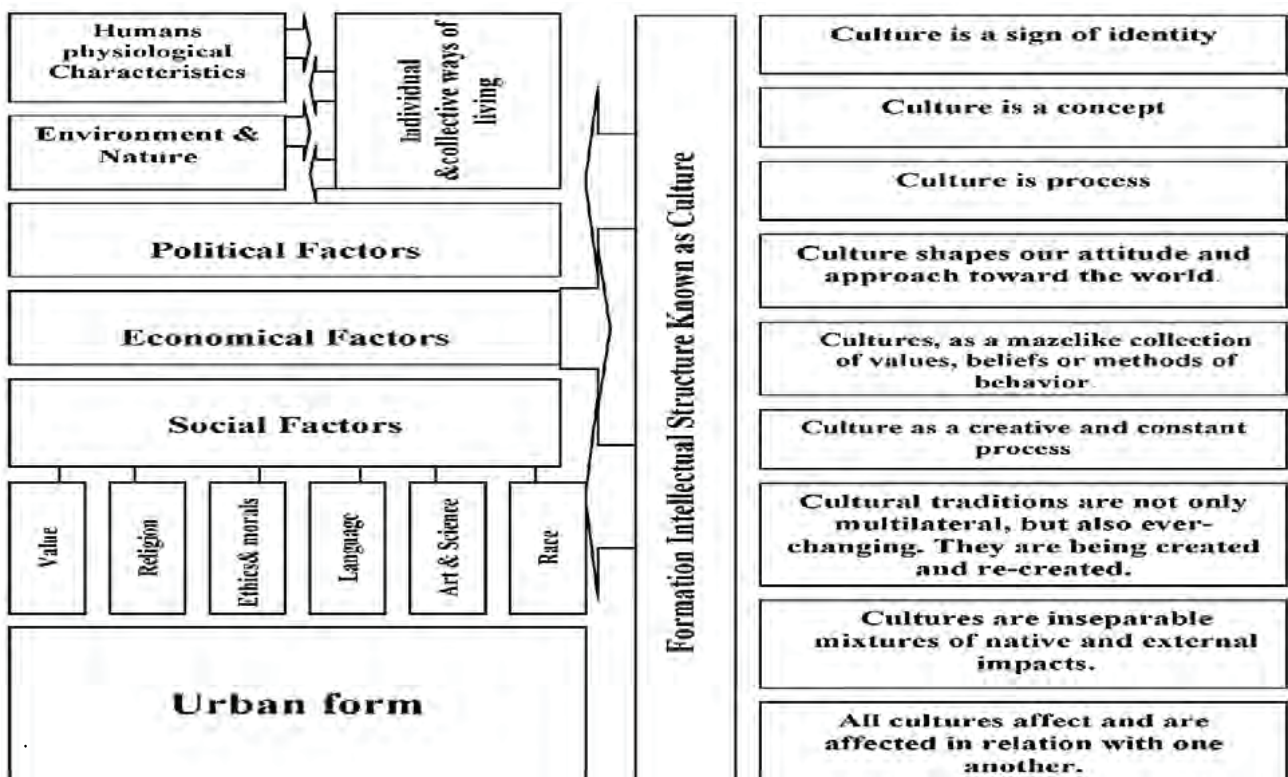 Humans
physiological
Characteristics
Environment &
Nature
Individual
&collective ways of
living
Political Factors
Economical Factors
Social Factors
Value
Religion
Ethics& morals
Language
Art & Science
Race
Urban form
Formation Intellectual Structure Known as Culture
Culture is a sign of identity
Culture is a concept
Culture is process
Culture shapes our attitude and
approach toward the world.
Cultures, as a mazelike collection
of values, beliefs or methods of
behavior
Culture as a creative and constant
process
Cultural traditions are not only
multilateral, but also ever-
changing. They are being created
and re-created.
Cultures are inseparable
mixtures of native and external
impacts.
All cultures affect and are
affected in relation with one
another.